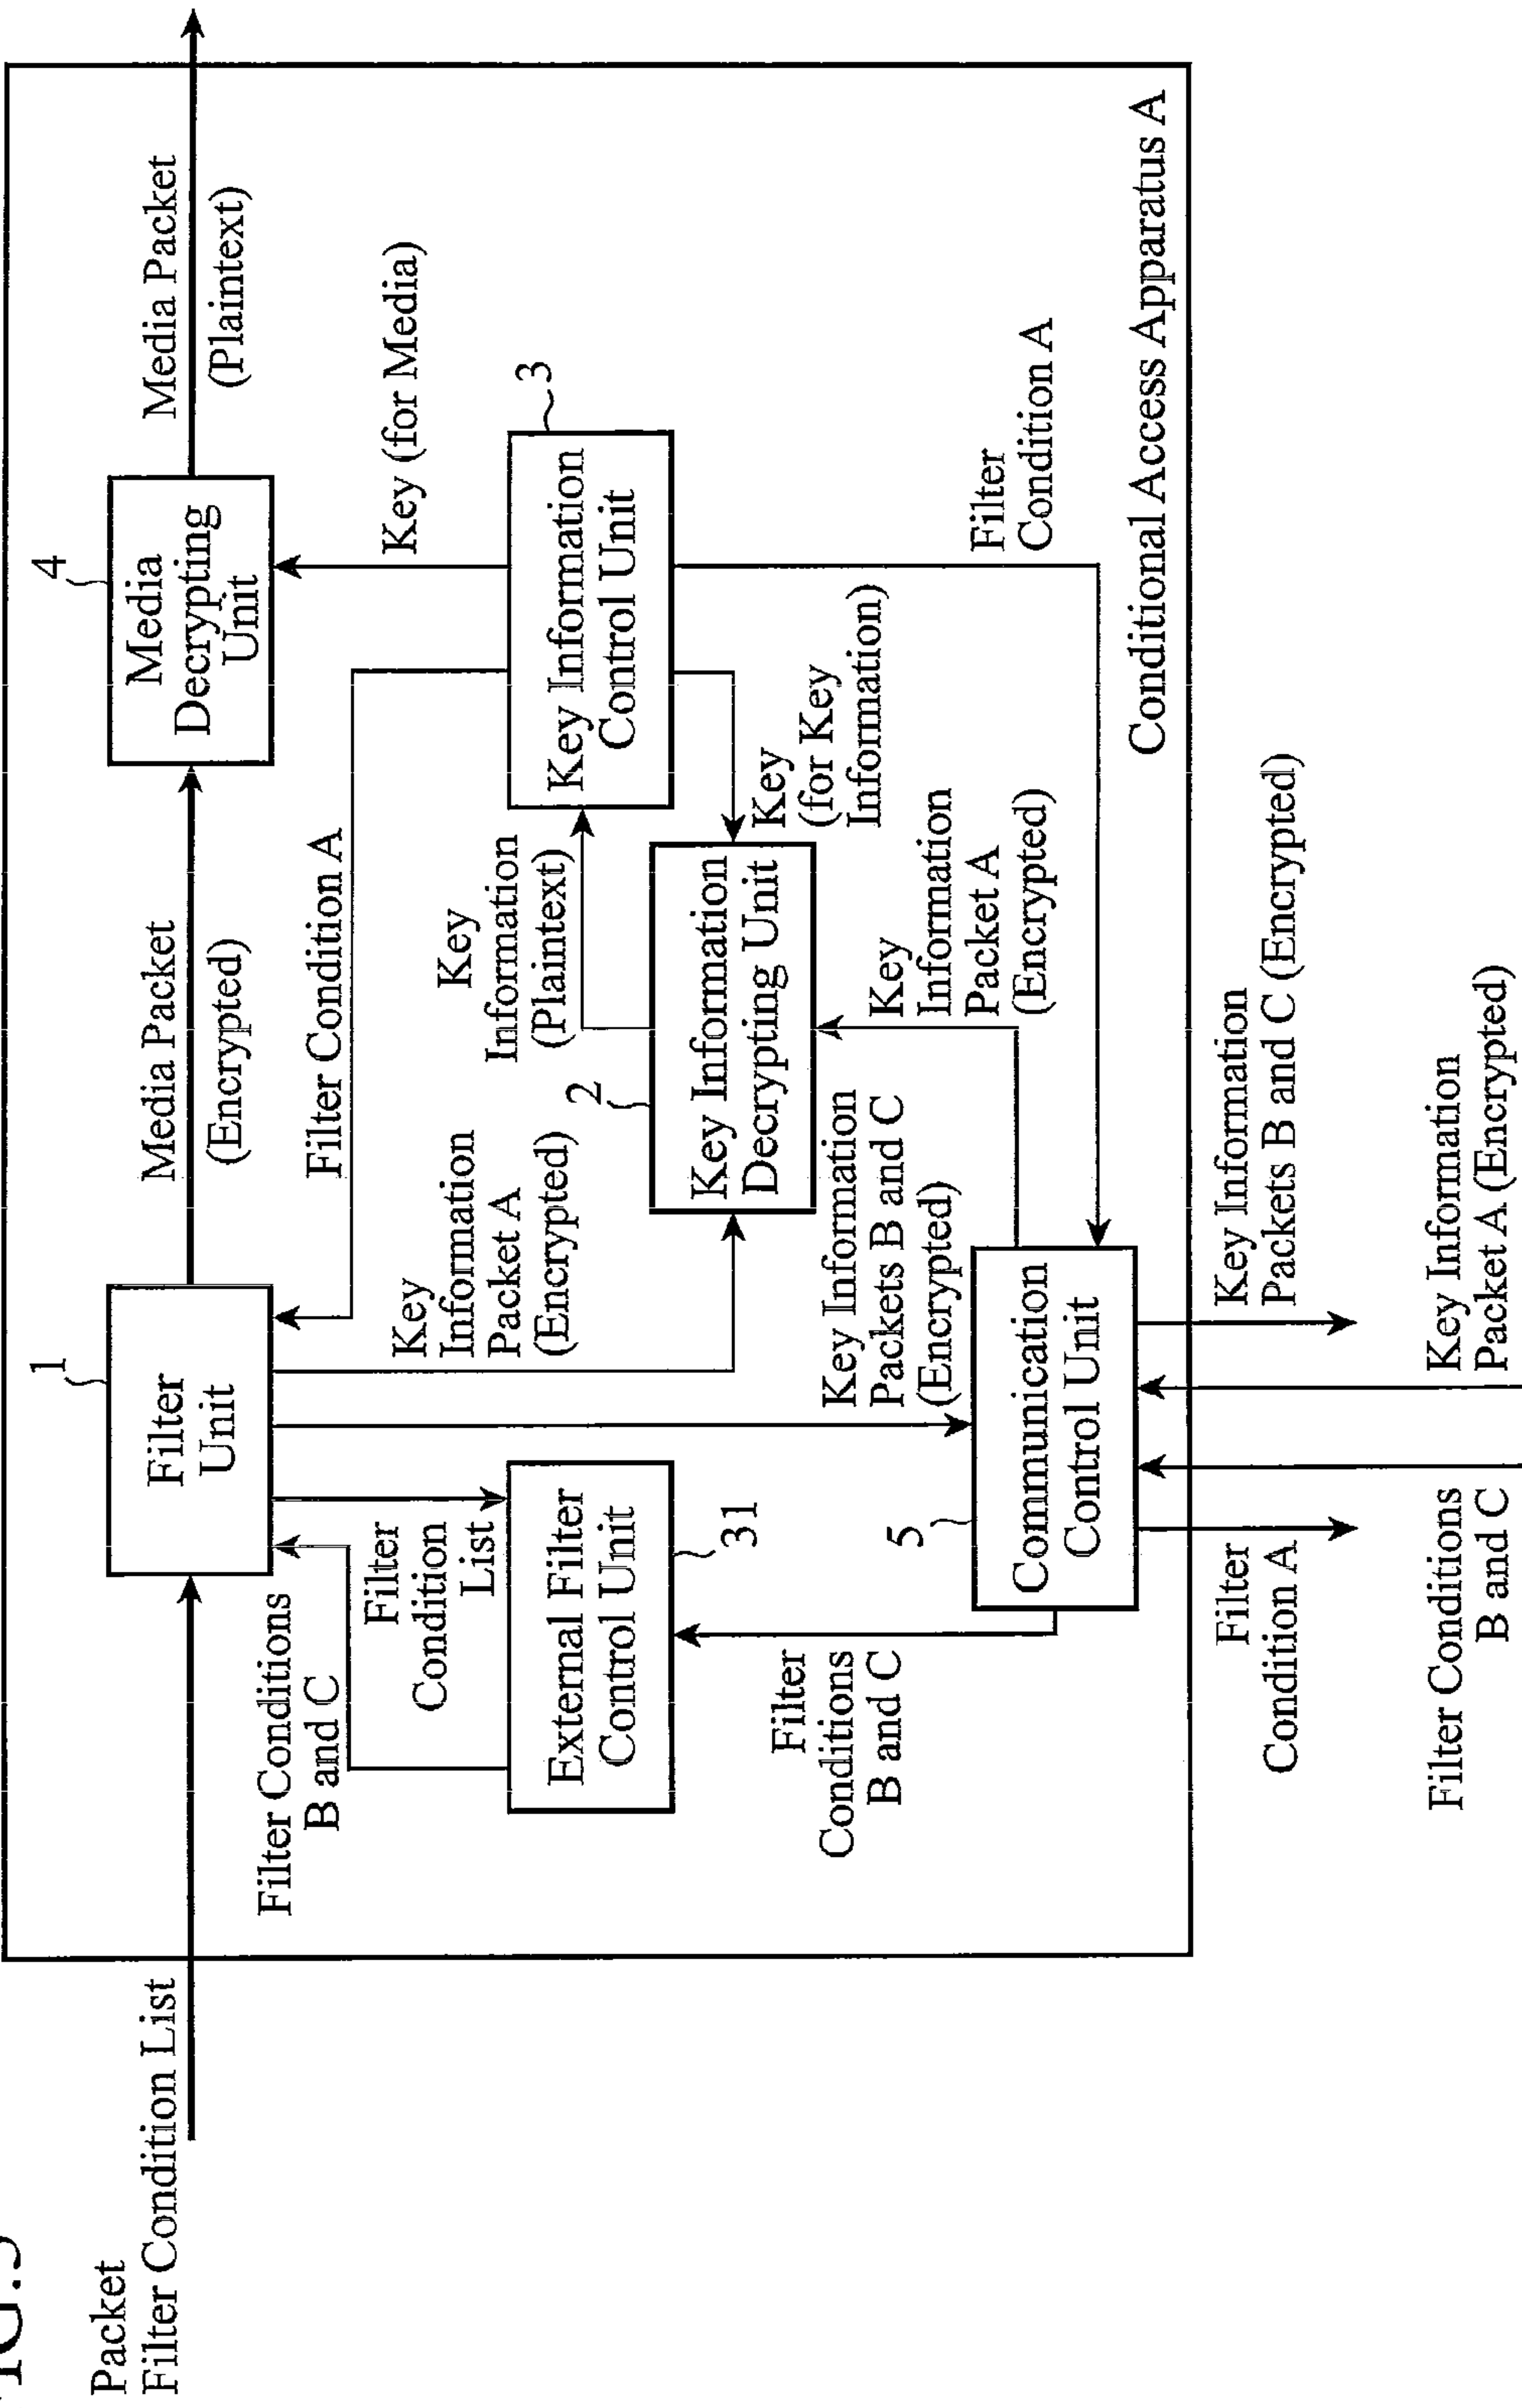 Packet
Filter Condition List
1
Filter
Unit
Media Packet
(Encrypted)
4
Media
Decrypting
Unit
Media Packet
(Plaintext)
Filter Conditions
B and C
Filter
Condition
List
Filter Condition A
Key
Information
Packet A
(Encrypted)
Key
Information
(Plaintext)
Key (for Media)
External Filter
Control Unit
31
2
Key Information
Decrypting Unit
3
Key Information
Control Unit
Key
(for Key
Information)
Filter
Conditions
B and C
Key Information
Packets B and C
(Encrypted)
Key
Information
Packet A
(Encrypted)
Filter
Condition A
5
Communication
Control Unit
Conditional Access Apparatus A
Filter
Condition A
Key Information
Packets B and C (Encrypted)
Filter Conditions
B and C
Key Information
Packet A (Encrypted)